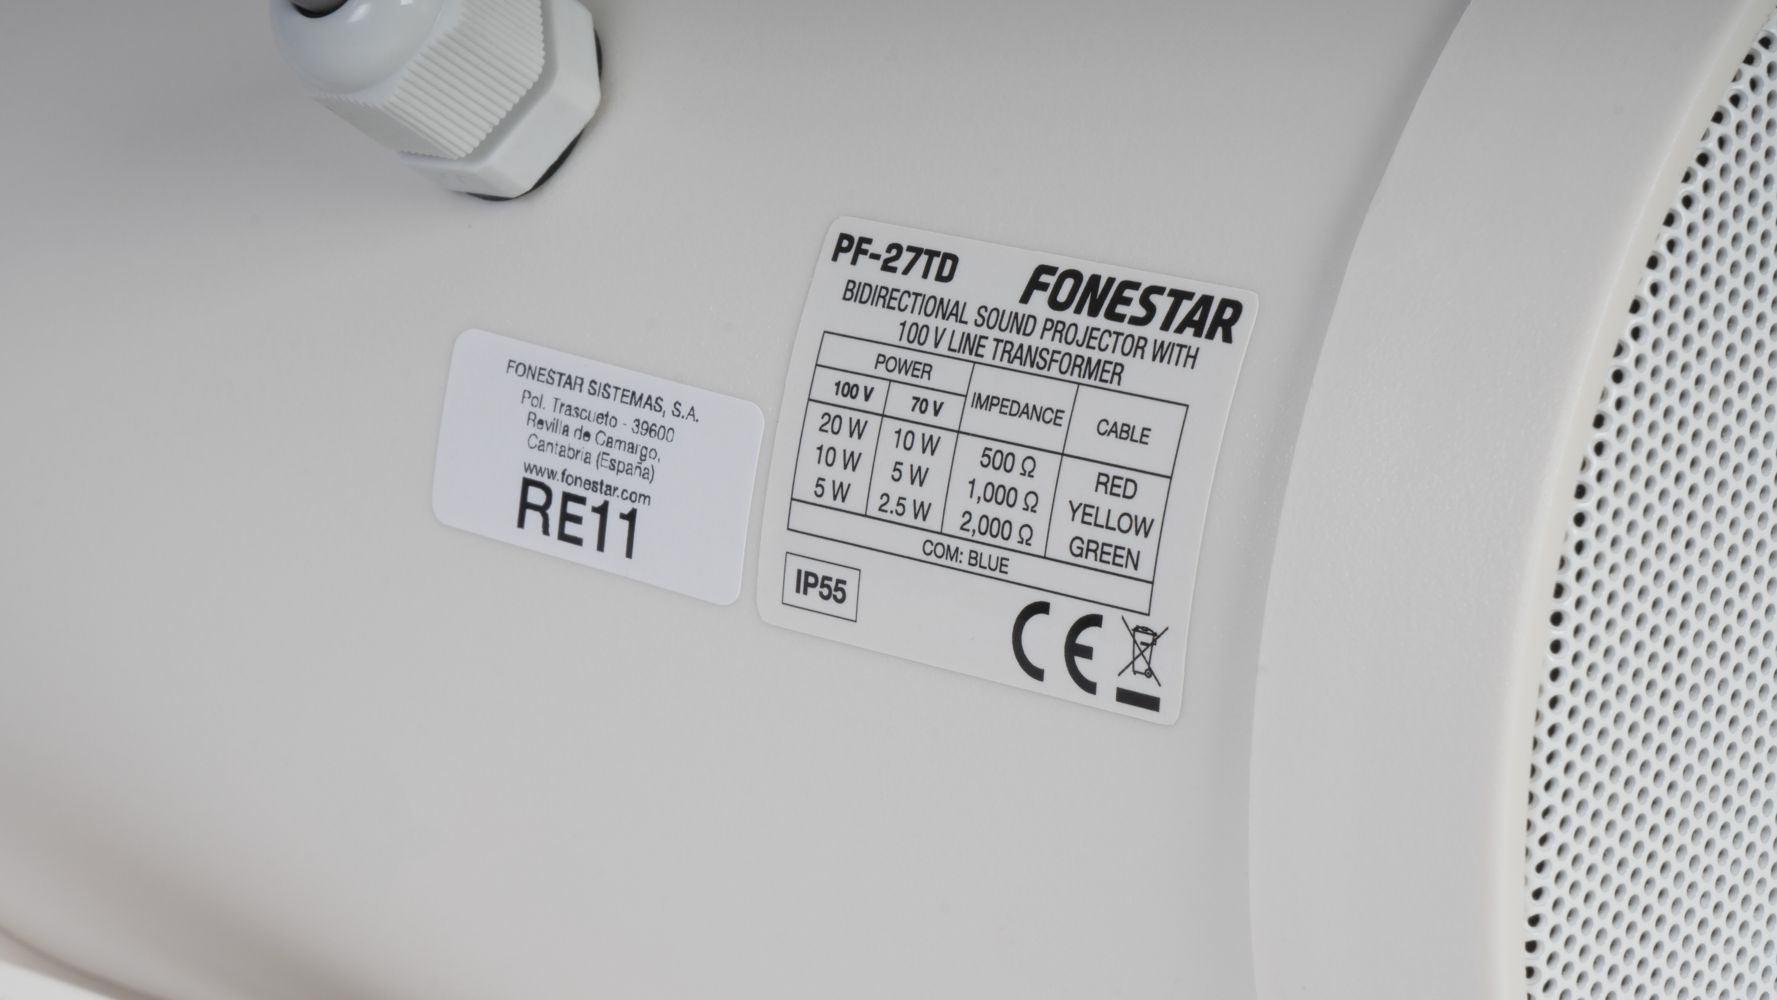 FONESTAR SISTEMAS, S.A.
Pol. Trascueto - 39600
Revilla de Camargo,
Cantabria (España)
www.fonestar.com
RE11
PF-27TD FONESTAR
BIDIRECTIONAL SOUND PROJECTOR WITH
100 V LINE TRANSFORMER
POWER IMPEDANCE CABLE
100 V 70 V
20 W 10 W 500 Ω RED
10 W 5 W 1,000 Ω YELLOW
5 W 2.5 W 2,000 Ω GREEN
COM: BLUE
IP55
CE